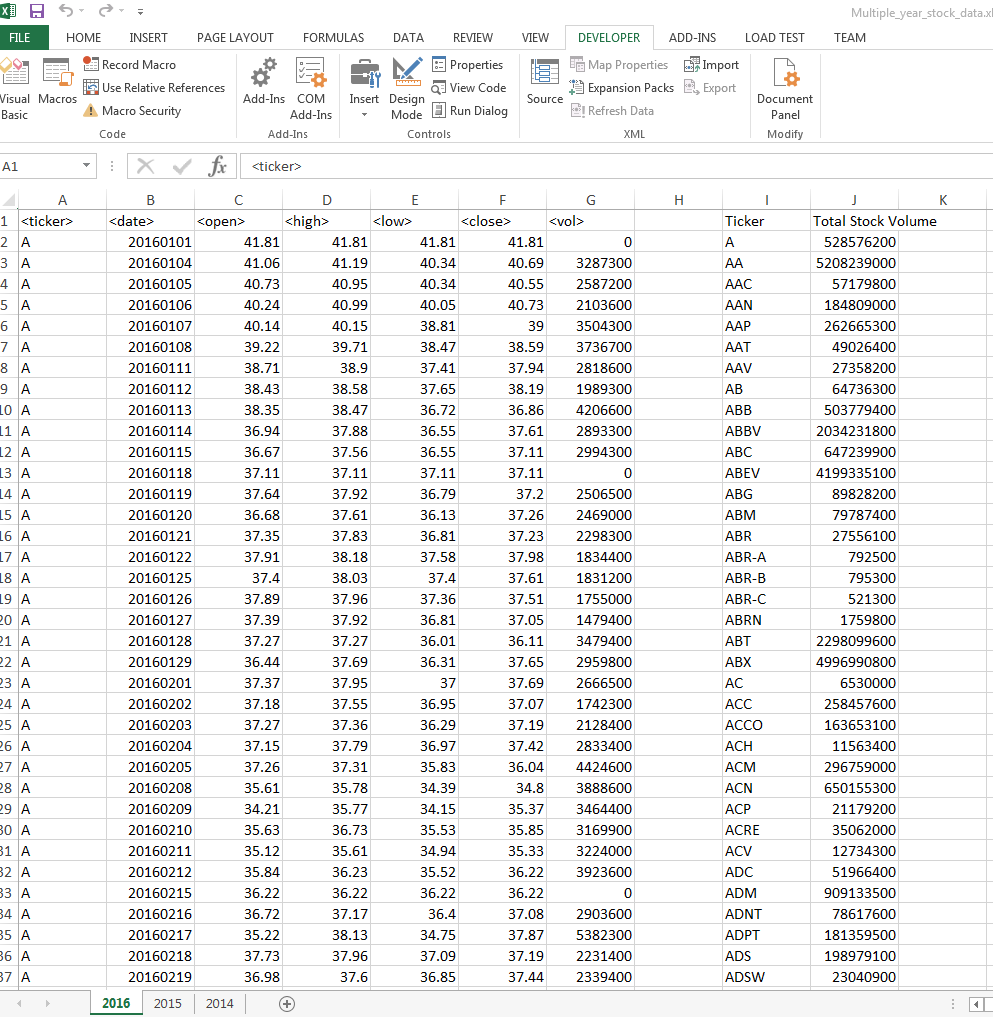 Multiple_year_stock_data.xl
FILE HOME INSERT PAGE LAYOUT FORMULAS DATA REVIEW VIEW DEVELOPER ADD-INS LOAD TEST TEAM
Record Macro Properties Map Properties Import
Use Relative References View Code Expansion Packs Export
Visual Basic Macros Macro Security Add-Ins COM Add-Ins Insert Design Mode Run Dialog Source Refresh Data Document Panel
Code Add-Ins Controls XML Modify
A1 fx <ticker>
A B C D E F G H I J K
1 <ticker> <date> <open> <high> <low> <close> <vol> Ticker Total Stock Volume
2 A 20160101 41.81 41.81 41.81 41.81 0 A 528576200
3 A 20160104 41.06 41.19 40.34 40.69 3287300 AA 5208239000
4 A 20160105 40.73 40.95 40.34 40.55 2587200 AAC 57179800
5 A 20160106 40.24 40.99 40.05 40.73 2103600 AAN 184809000
6 A 20160107 40.14 40.15 38.81 39 3504300 AAP 262665300
7 A 20160108 39.22 39.71 38.47 38.59 3736700 AAT 49026400
8 A 20160111 38.71 38.9 37.41 37.94 2818600 AAV 27358200
9 A 20160112 38.43 38.58 37.65 38.19 1989300 AB 64736300
10 A 20160113 38.35 38.47 36.72 36.86 4206600 ABB 503779400
11 A 20160114 36.94 37.88 36.55 37.61 2893300 ABBV 2034231800
12 A 20160115 36.67 37.56 36.55 37.11 2994300 ABC 647239900
13 A 20160118 37.11 37.11 37.11 37.11 0 ABEV 4199335100
14 A 20160119 37.64 37.92 36.79 37.2 2506500 ABG 89828200
15 A 20160120 36.68 37.61 36.13 37.26 2469000 ABM 79787400
16 A 20160121 37.35 37.83 36.81 37.23 2298300 ABR 27556100
17 A 20160122 37.91 38.18 37.58 37.98 1834400 ABR-A 792500
18 A 20160125 37.4 38.03 37.4 37.61 1831200 ABR-B 795300
19 A 20160126 37.89 37.96 37.36 37.51 1755000 ABR-C 521300
20 A 20160127 37.39 37.92 36.81 37.05 1479400 ABRN 1759800
21 A 20160128 37.27 37.27 36.01 36.11 3479400 ABT 2298099600
22 A 20160129 36.44 37.69 36.31 37.65 2959800 ABX 4996990800
23 A 20160201 37.37 37.95 37 37.69 2666500 AC 6530000
24 A 20160202 37.18 37.55 36.95 37.07 1742300 ACC 258457600
25 A 20160203 37.27 37.36 36.29 37.19 2128400 ACCO 163653100
26 A 20160204 37.15 37.79 36.97 37.42 2833400 ACH 11563400
27 A 20160205 37.26 37.31 35.83 36.04 4424600 ACM 296759000
28 A 20160208 35.61 35.78 34.39 34.8 3888600 ACN 650155300
29 A 20160209 34.21 35.77 34.15 35.37 3464400 ACP 21179200
30 A 20160210 35.63 36.73 35.53 35.85 3169900 ACRE 35062000
31 A 20160211 35.12 35.61 34.94 35.33 3224000 ACV 12734300
32 A 20160212 35.84 36.23 35.52 36.22 3923600 ADC 51966400
33 A 20160215 36.22 36.22 36.22 36.22 0 ADM 909133500
34 A 20160216 36.72 37.17 36.4 37.08 2903600 ADNT 78617600
35 A 20160217 35.22 38.13 34.75 37.87 5382300 ADPT 181359500
36 A 20160218 37.73 37.96 37.09 37.19 2231400 ADS 198979100
37 A 20160219 36.98 37.6 36.85 37.44 2339400 ADSW 23040900
2016 2015 2014